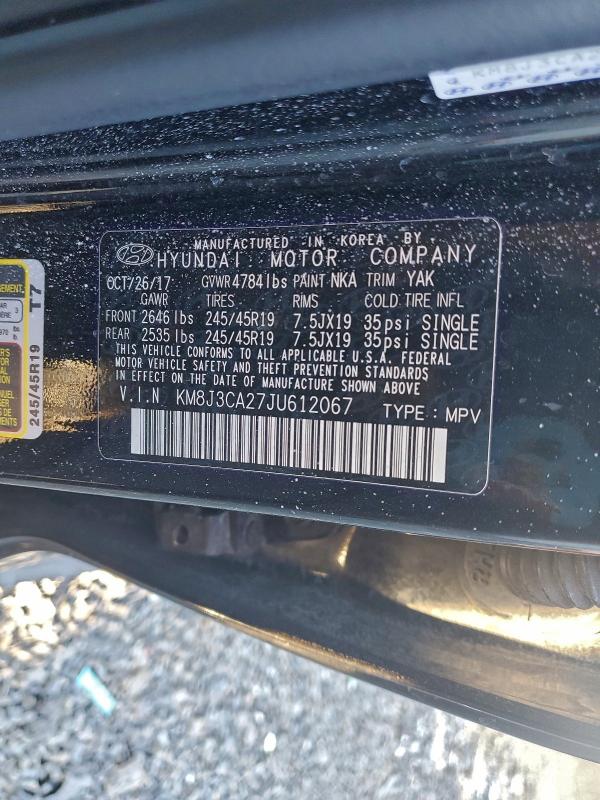 KM8J3CA2
MANUFACTURED IN KOREA BY
HYUNDAI MOTOR COMPANY
OCT/26/17 GVWR 4784 lbs PAINT NKA TRIM YAK
GAWR TIRES RIMS COLD TIRE INFL
FRONT 2646 lbs 245/45R19 7.5JX19 35psi SINGLE
REAR 2535 lbs 245/45R19 7.5JX19 35psi SINGLE
THIS VEHICLE CONFORMS TO ALL APPLICABLE U.S.A. FEDERAL
MOTOR VEHICLE SAFETY AND THEFT PREVENTION STANDARDS
IN EFFECT ON THE DATE OF MANUFACTURE SHOWN ABOVE
V.I.N KM8J3CA27JU612067 TYPE : MPV
245/45R19 T7